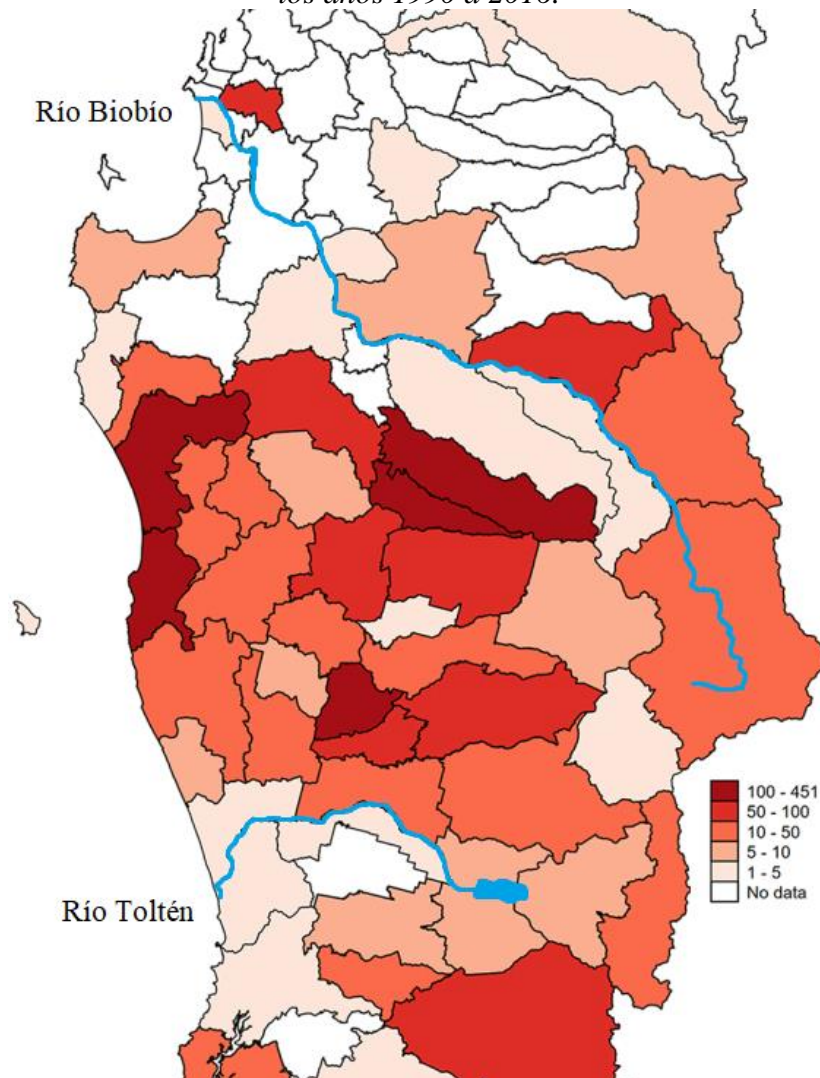 los años 1990 a 2016.
Río Biobío
100 - 451
50 - 100
10 - 50
5 - 10
1 - 5
No data
Río Toltén